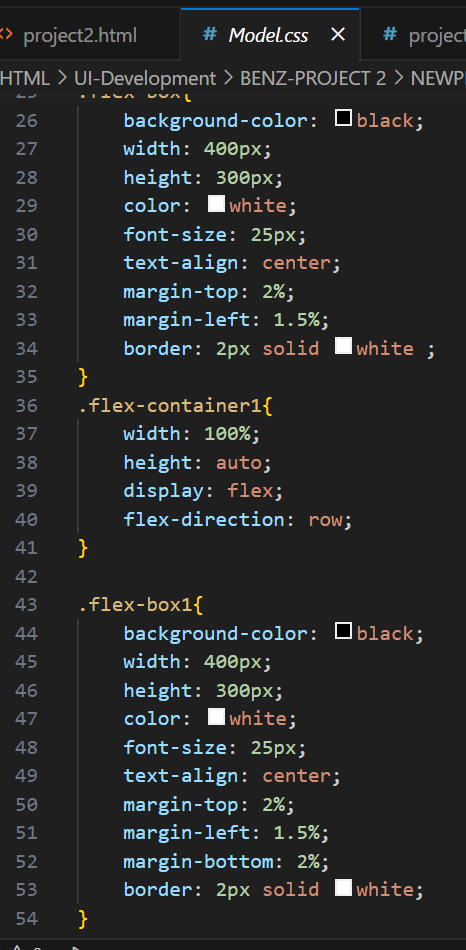 <> project2.html # Model.css × # project
HTML > UI-Development > BENZ-PROJECT 2 >
25 .flex-box{
26 background-color: black;
27 width: 400px;
28 height: 300px;
29 color: white;
30 font-size: 25px;
31 text-align: center;
32 margin-top: 2%;
33 margin-left: 1.5%;
34 border: 2px solid white ;
35 }
36 .flex-container1{
37 width: 100%;
38 height: auto;
39 display: flex;
40 flex-direction: row;
41 }
42
43 .flex-box1{
44 background-color: black;
45 width: 400px;
46 height: 300px;
47 color: white;
48 font-size: 25px;
49 text-align: center;
50 margin-top: 2%;
51 margin-left: 1.5%;
52 margin-bottom: 2%;
53 border: 2px solid white;
54 }